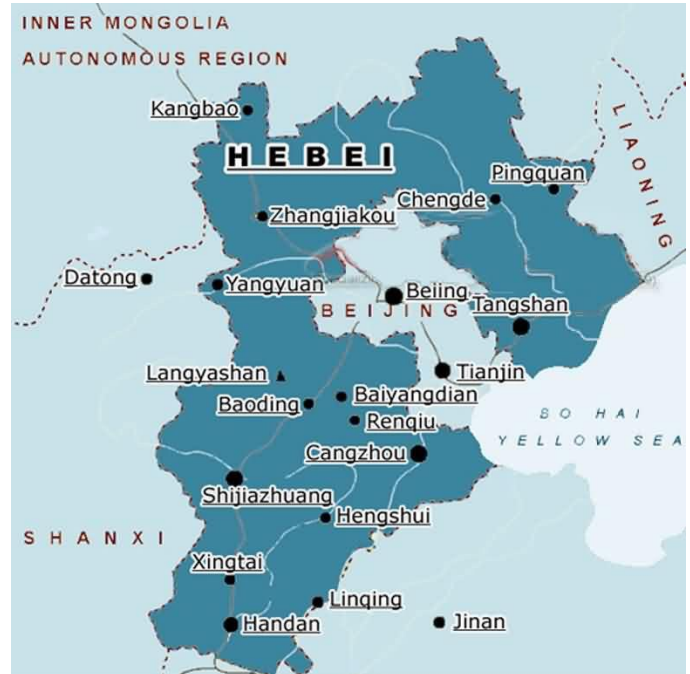 INNER MONGOLIA
AUTONOMOUS REGION
Kangbao
HEBEI
LIAONING
Pingquan
Chengde
Zhangjiakou
Datong
Yangyuan
Beiing
BEIJING
Tangshan
Langyashan
Tianjin
Baiyangdian
Baoding
Renqiu
BO HAI
YELLOW SEA
Cangzhou
Shijiazhuang
Hengshui
SHANXI
Xingtai
Linqing
Handan
Jinan